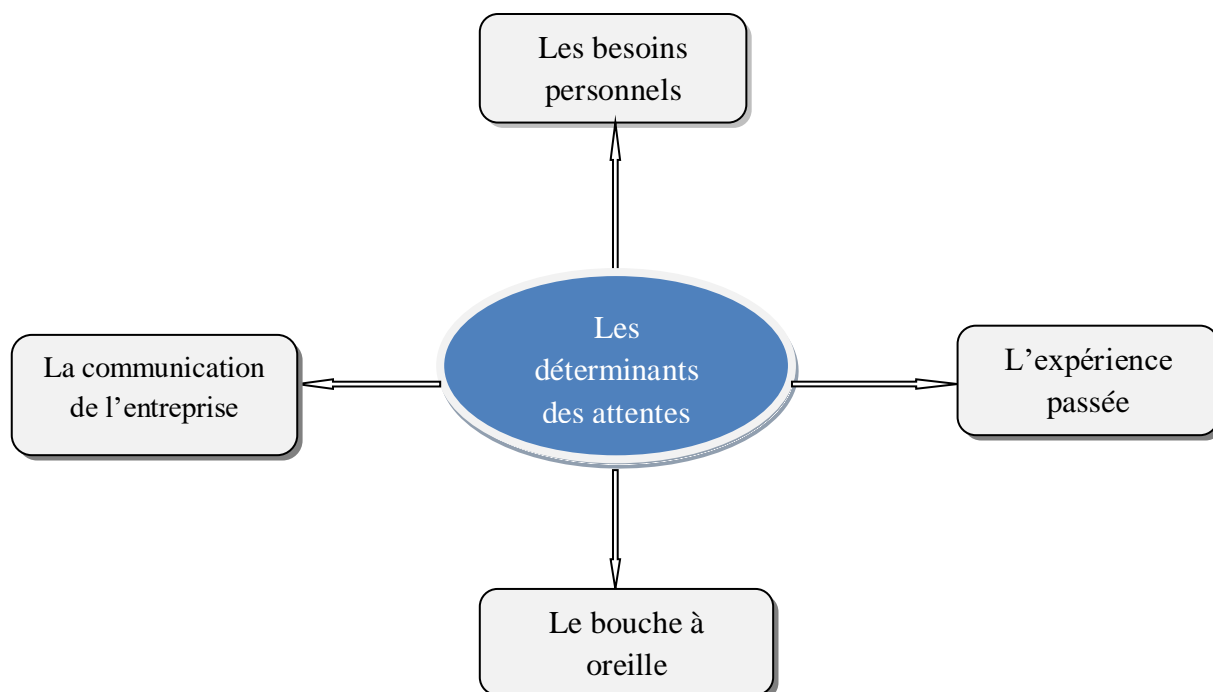 Les besoins
personnels
Les
déterminants
des attentes
La communication
de l’entreprise
L’expérience
passée
Le bouche à
oreille